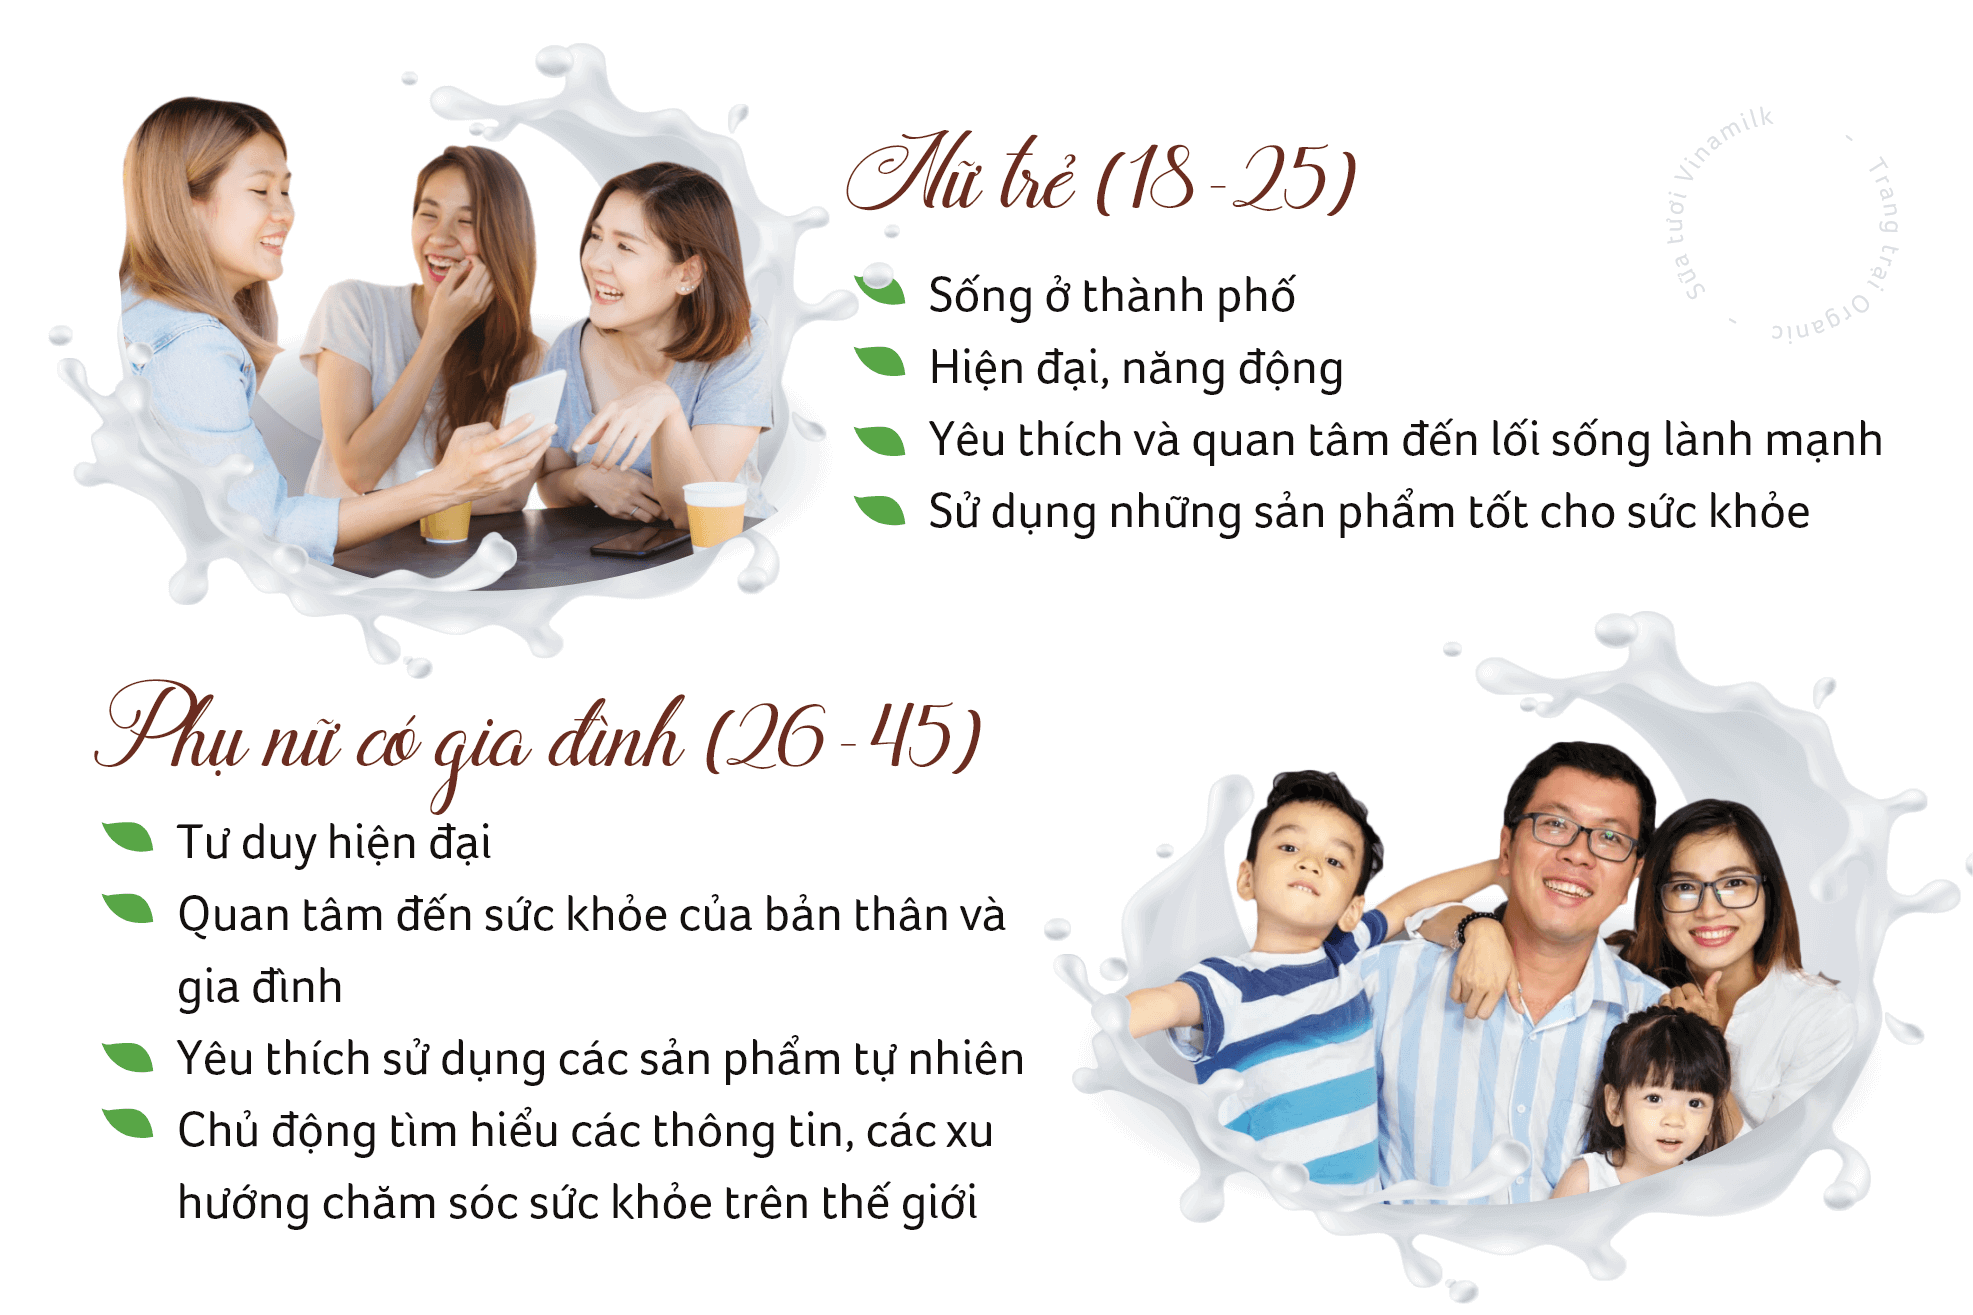 Nữ trẻ (18 - 25)
Sống ở thành phố
Hiện đại, năng động
Yêu thích và quan tâm đến lối sống lành mạnh
Sử dụng những sản phẩm tốt cho sức khỏe
- Sữa tươi Vinamilk - Trang trại Organic
Phụ nữ có gia đình (26 - 45)
Tư duy hiện đại
Quan tâm đến sức khỏe của bản thân và
gia đình
Yêu thích sử dụng các sản phẩm tự nhiên
Chủ động tìm hiểu các thông tin, các xu
hướng chăm sóc sức khỏe trên thế giới